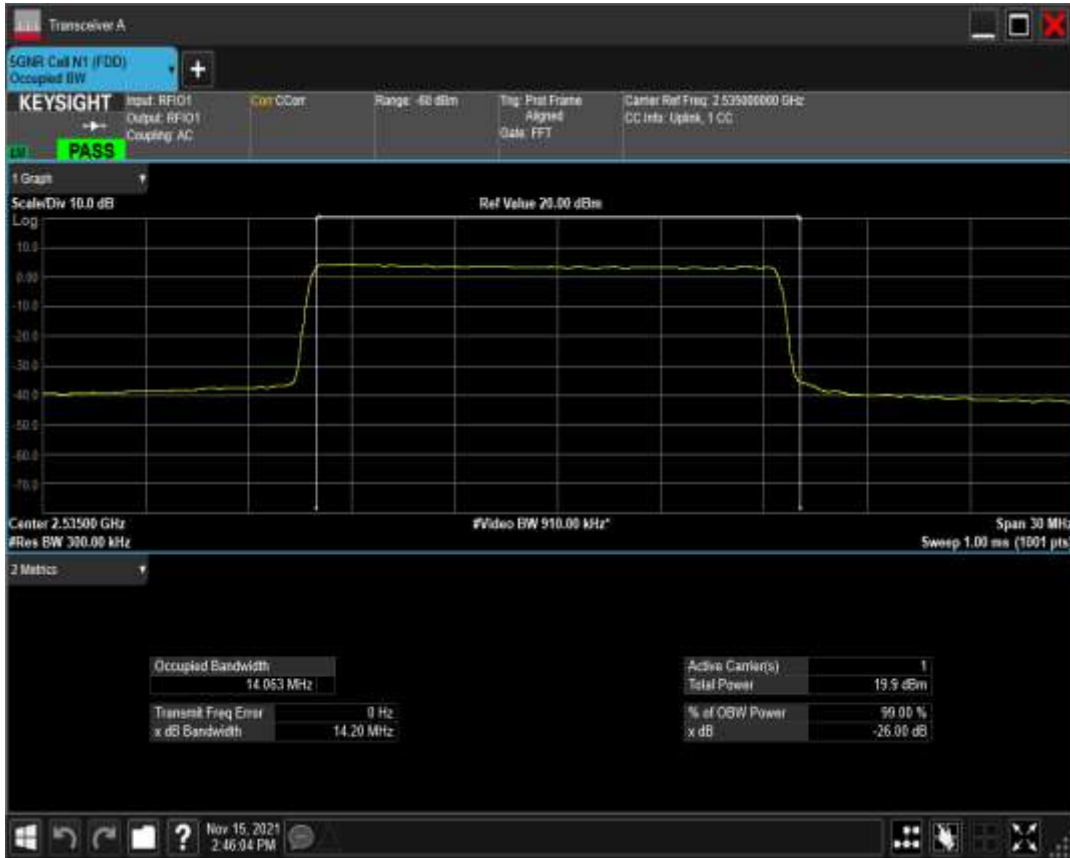 Transceiver A
5GNR Cell N1 (FDD)
Occupied BW
+
KEYSIGHT
Input: RFIO1
Output: RFIO1
Coupling: AC
Corr CCorr
Range: -60 dBm
Trig: Prot Frame
Aligned
Gate: FFT
Carrier Ref Freq: 2.535000000 GHz
CC Info: Uplink, 1 CC
PASS
1 Graph
Scale/Div 10.0 dB
Ref Value 20.00 dBm
Log
10.0
0.00
-10.0
-20.0
-30.0
-40.0
-50.0
-60.0
-70.0
Center 2.53500 GHz
#Video BW 910.00 kHz*
Span 30 MHz
#Res BW 300.00 kHz
Sweep 1.00 ms (1001 pts)
2 Metrics
Occupied Bandwidth
14.063 MHz
Transmit Freq Error 0 Hz
x dB Bandwidth 14.20 MHz
Active Carrier(s) 1
Total Power 19.9 dBm
% of OBW Power 99.00 %
x dB -26.00 dB
?
Nov 15, 2021
2:46:04 PM